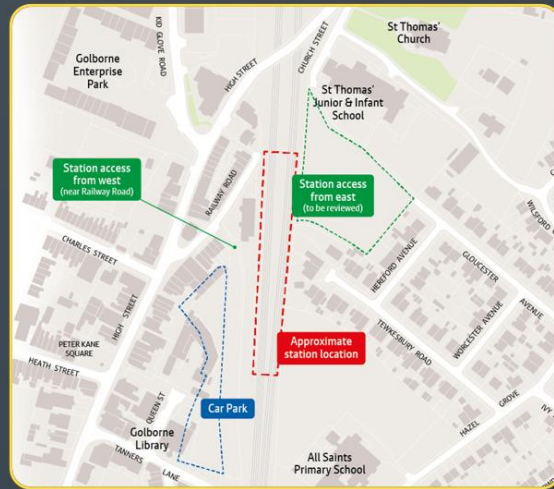 KID GLOVE ROAD
Golborne
Enterprise
Park
HIGH STREET
CHURCH STREET
St Thomas'
Church
St Thomas'
Junior & Infant
School
Station access
from west
(near Railway Road)
RAILWAY ROAD
Station access
from east
(to be reviewed)
WILSFORD
CHARLES STREET
HEREFORD AVENUE
GLOUCESTER
AVENUE
WORCESTER AVENUE
TEWKESBURY ROAD
HIGH STREET
PETER KANE
SQUARE
HEATH STREET
Approximate
station location
Car Park
QUEEN ST
Golborne
Library
TANNERS
LANE
HAZEL
GROVE
IVY
All Saints
Primary School